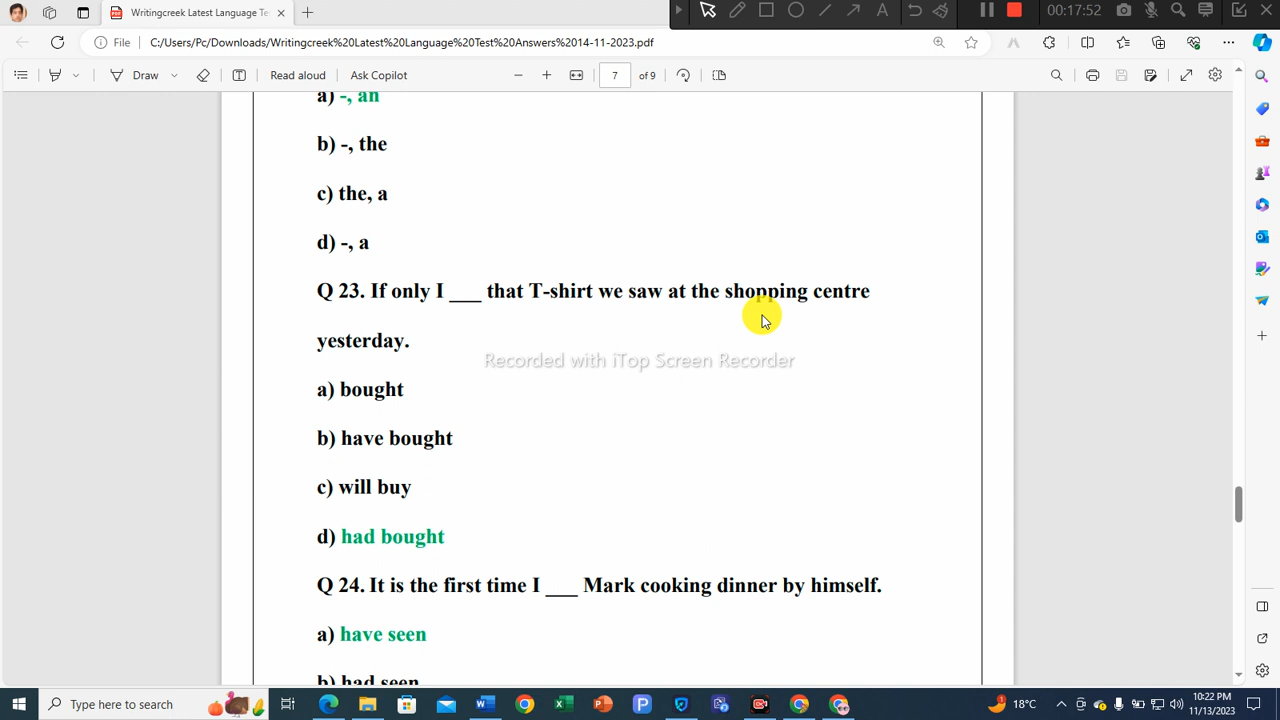 Writingcreek Latest Language Te
00:17:52
File
C:/Users/Pc/Downloads/Writingcreek%20Latest%20Language%20Test%20Answers%2014-11-2023.pdf
Draw
Read aloud
Ask Copilot
7
of 9
a) -, an
b) -, the
c) the, a
d) -, a
Q 23. If only I ___ that T-shirt we saw at the shopping centre
yesterday.
Recorded with iTop Screen Recorder
a) bought
b) have bought
c) will buy
d) had bought
Q 24. It is the first time I ___ Mark cooking dinner by himself.
a) have seen
b) had seen
Type here to search
18°C
10:22 PM
11/13/2023